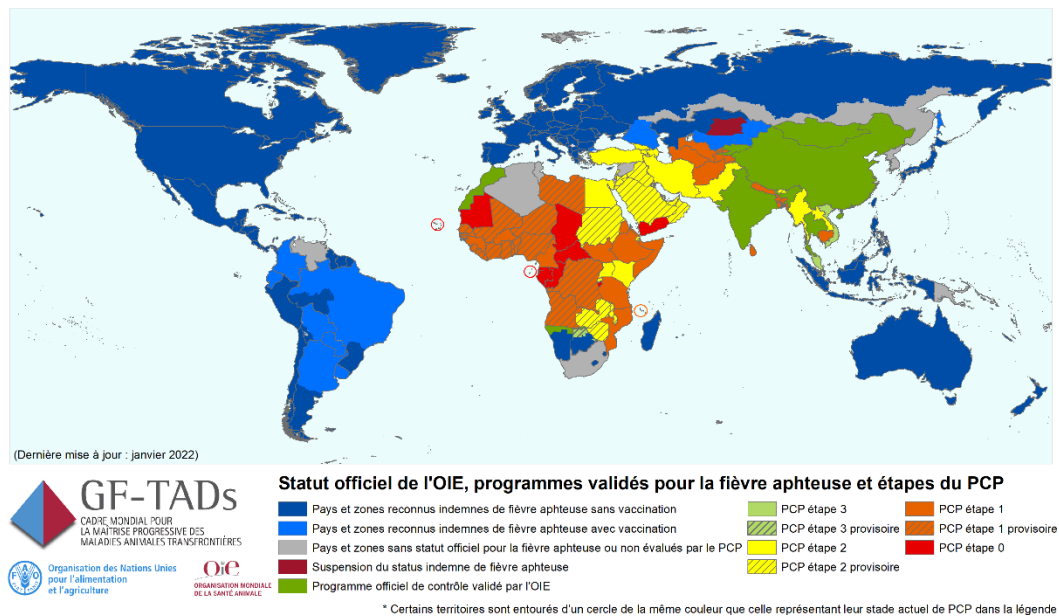 (Dernière mise à jour : janvier 2022)
GF-TADs
CADRE MONDIAL POUR
LA MAÎTRISE PROGRESSIVE DES
MALADIES ANIMALES TRANSFRONTIÈRES
FAO
Organisation des Nations Unies
pour l'alimentation
et l'agriculture
Oie
ORGANISATION MONDIALE
DE LA SANTÉ ANIMALE
Statut officiel de l'OIE, programmes validés pour la fièvre aphteuse et étapes du PCP
Pays et zones reconnus indemnes de fièvre aphteuse sans vaccination
Pays et zones reconnus indemnes de fièvre aphteuse avec vaccination
Pays et zones sans statut officiel pour la fièvre aphteuse ou non évalués par le PCP
Suspension du status indemne de fièvre aphteuse
Programme officiel de contrôle validé par l'OIE
PCP étape 3
PCP étape 3 provisoire
PCP étape 2
PCP étape 2 provisoire
PCP étape 1
PCP étape 1 provisoire
PCP étape 0
* Certains territoires sont entourés d'un cercle de la même couleur que celle représentant leur stade actuel de PCP dans la légende